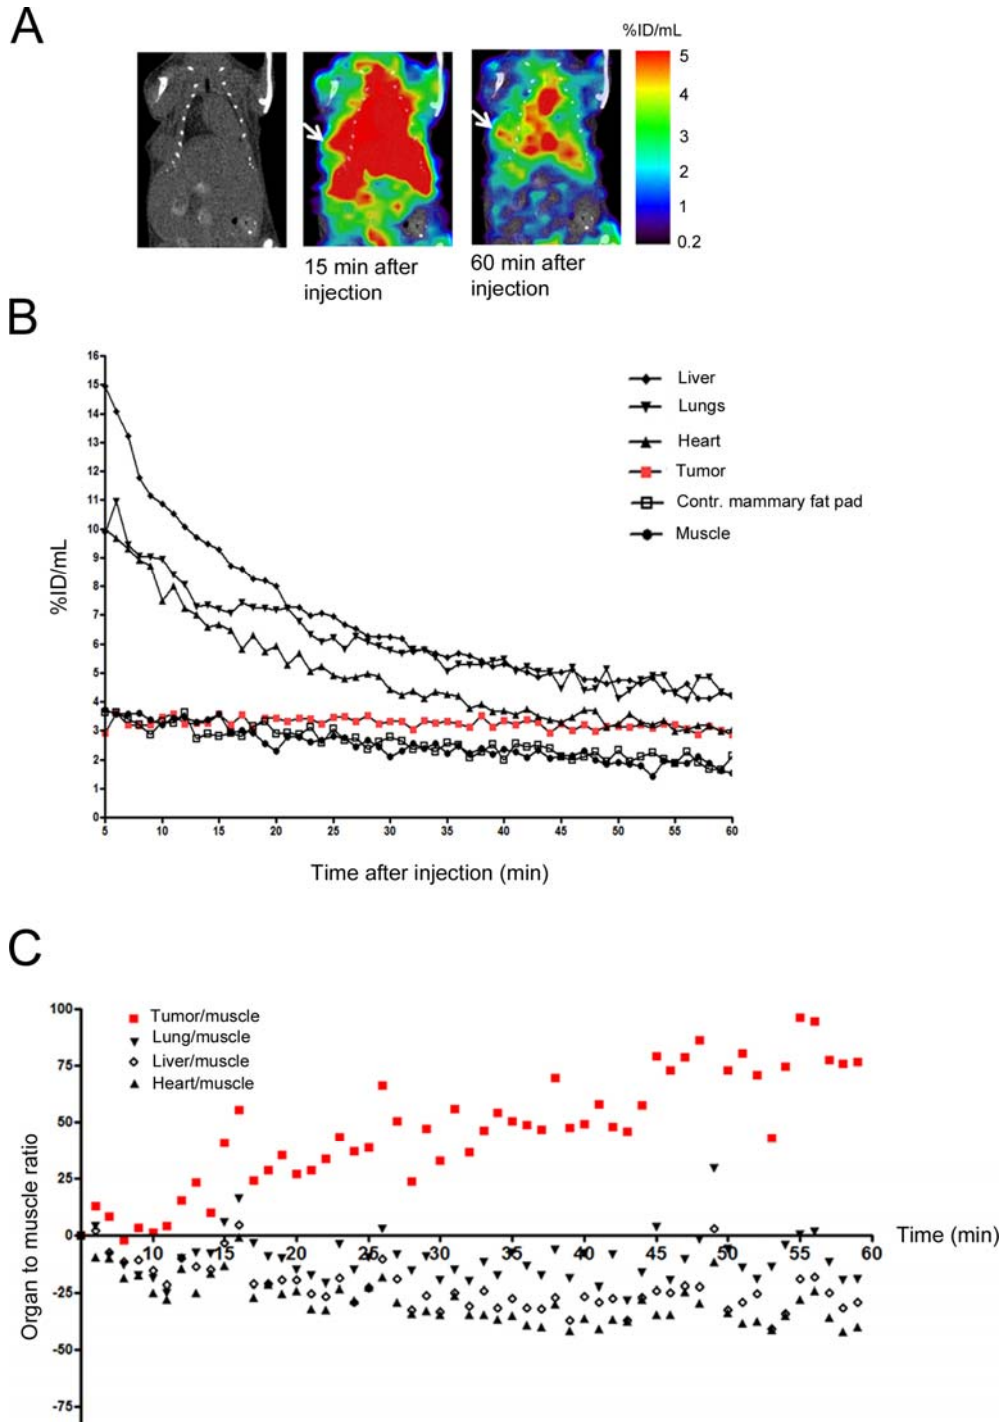 A
%ID/mL
5
4
3
2
1
0.2
15 min after
injection
60 min after
injection
B
16
15
14
13
12
11
10
9
8
7
6
5
4
3
2
1
0
%ID/mL
5 10 15 20 25 30 35 40 45 50 55 60
Time after injection (min)
Liver
Lungs
Heart
Tumor
Contr. mammary fat pad
Muscle
C
100
75
50
25
0
-25
-50
-75
Organ to muscle ratio
Tumor/muscle
Lung/muscle
Liver/muscle
Heart/muscle
10 15 20 25 30 35 40 45 50 55 60
Time (min)